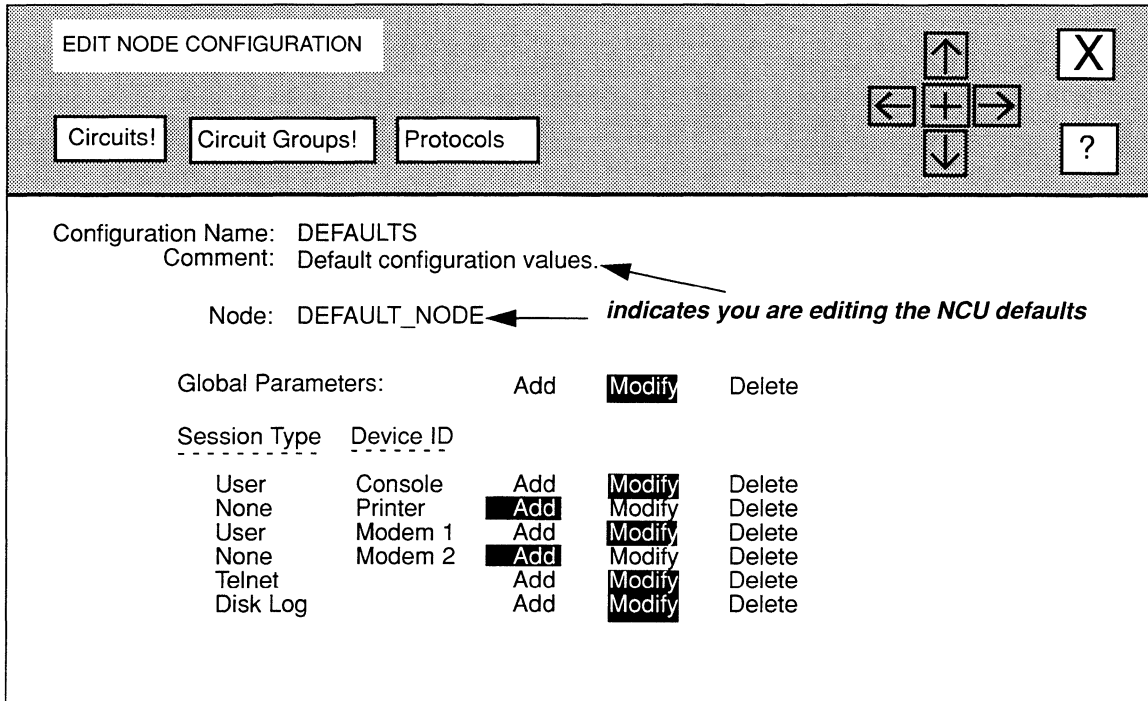 EDIT NODE CONFIGURATION
X
Circuits! Circuit Groups! Protocols
?
Configuration Name: DEFAULTS
Comment: Default configuration values.
indicates you are editing the NCU defaults
Node: DEFAULT_NODE
Global Parameters: Add Modify Delete
Session Type Device ID
User Console Add Modify Delete
None Printer Add Modify Delete
User Modem 1 Add Modify Delete
None Modem 2 Add Modify Delete
Telnet Add Modify Delete
Disk Log Add Modify Delete